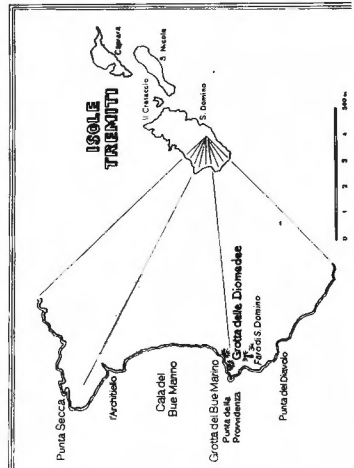 Caprara
S. Nicola
Il Cretaccio
S. Domino
ISOLE
TREMITI
0 1 2 3 4 500 m
Punta Secca
l'Architiello
Cala del
Bue Marino
Grotta del Bue Marino
Punta della
Provvidenza
Grotta delle Diomedee
Faro di S. Domino
Punta del Diavolo